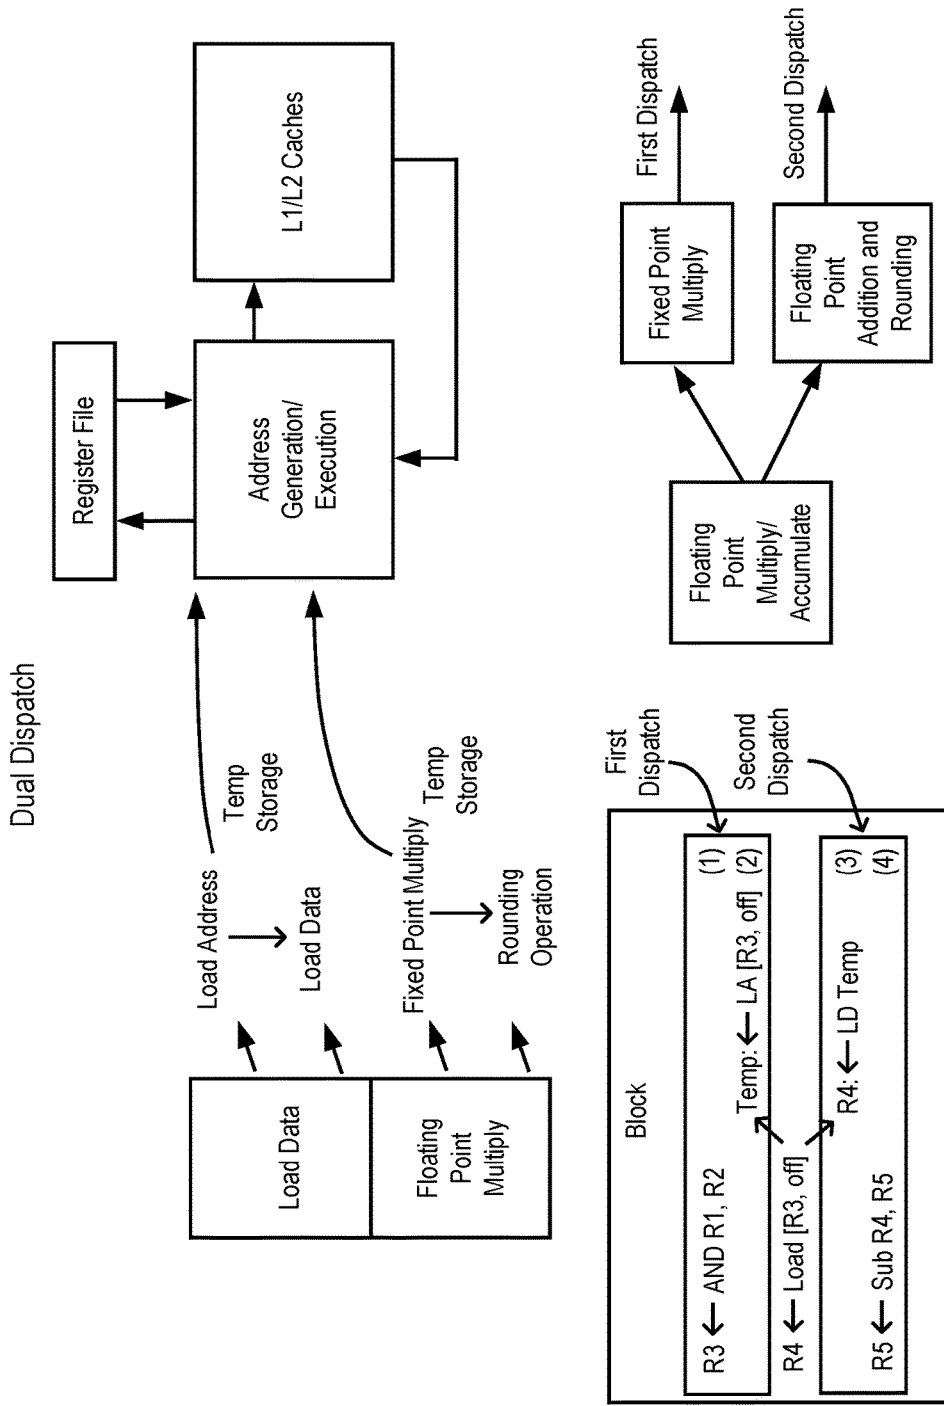 Dual Dispatch
Load Data
Floating
Point
Multiply
Load Address
Load Data
Temp
Storage
Fixed Point Multiply
Rounding
Operation
Temp
Storage
Register File
Address
Generation/
Execution
L1/L2 Caches
Block
R3 ← AND R1, R2
(1)
Temp: ← LA [R3, off]
(2)
R4 ← Load [R3, off]
R4: ← LD Temp
(3)
R5 ← Sub R4, R5
(4)
First
Dispatch
Second
Dispatch
Floating
Point
Multiply/
Accumulate
Fixed Point
Multiply
First Dispatch
Floating
Point
Addition and
Rounding
Second Dispatch